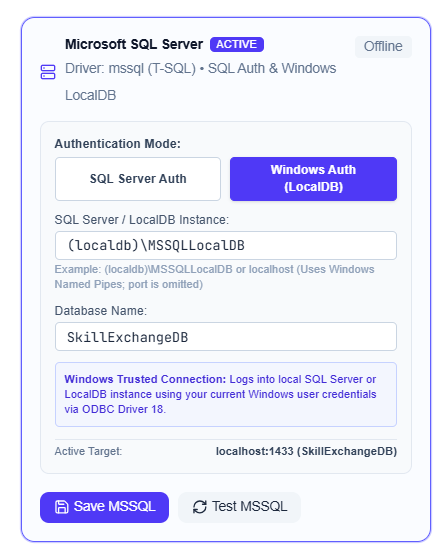 Microsoft SQL Server ACTIVE Offline
Driver: mssql (T-SQL) • SQL Auth & Windows
LocalDB
Authentication Mode:
SQL Server Auth
Windows Auth
(LocalDB)
SQL Server / LocalDB Instance:
(localdb)\MSSQLLocalDB
Example: (localdb)\MSSQLLocalDB or localhost (Uses Windows
Named Pipes; port is omitted)
Database Name:
SkillExchangeDB
Windows Trusted Connection: Logs into local SQL Server or
LocalDB instance using your current Windows user credentials
via ODBC Driver 18.
Active Target: localhost:1433 (SkillExchangeDB)
Save MSSQL Test MSSQL